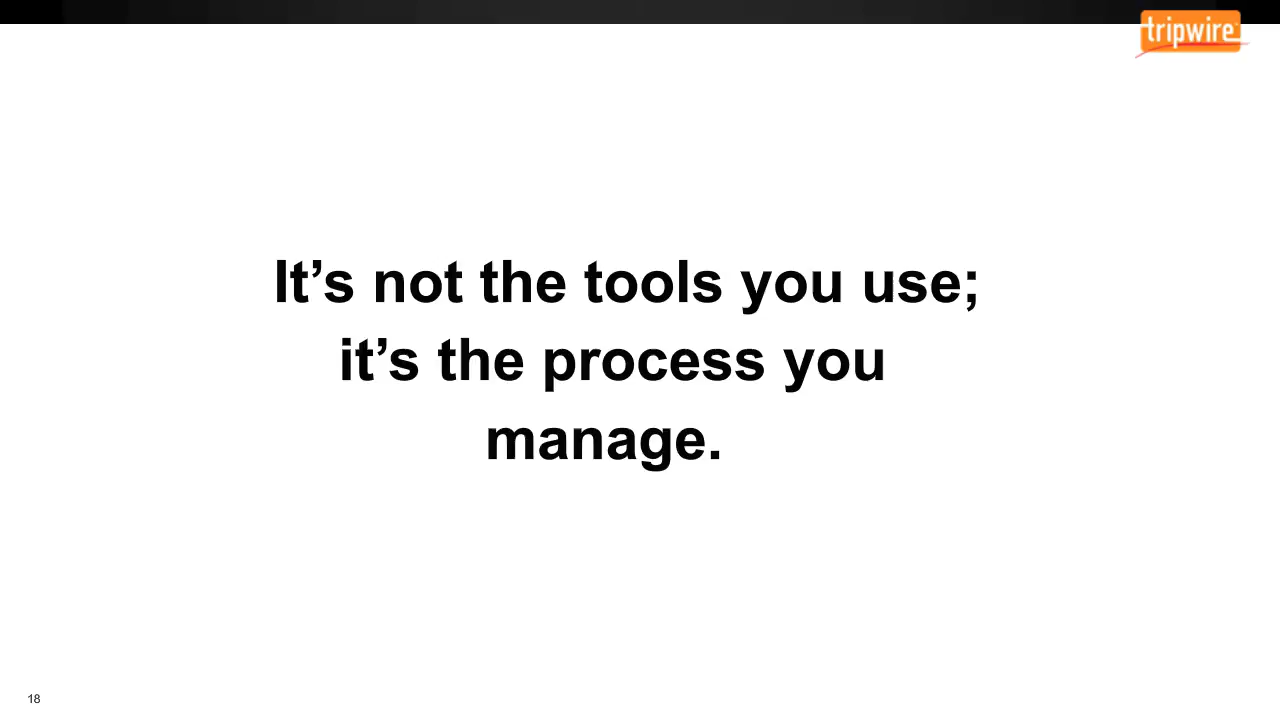 tripwire
It’s not the tools you use;
it’s the process you
manage.
18